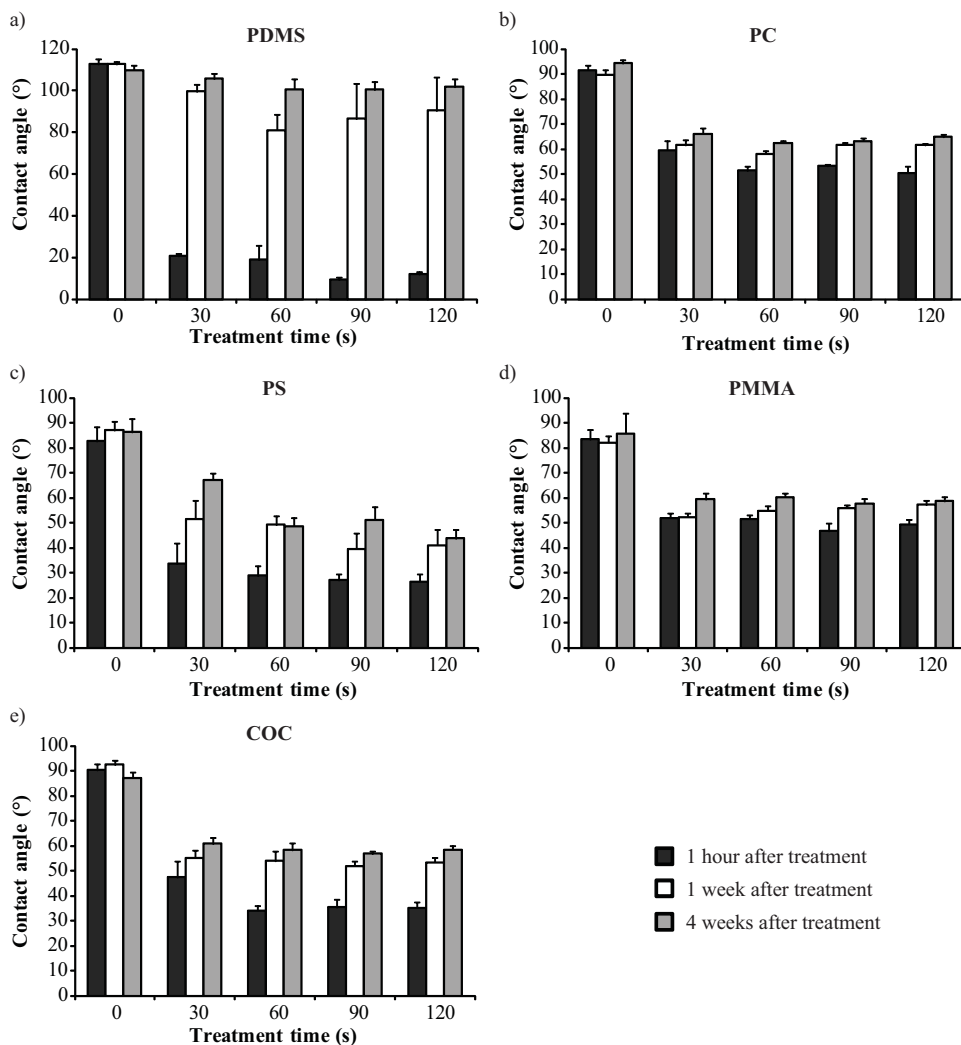 a)
PDMS
120
100
80
60
40
20
0
Contact angle (°)
0 30 60 90 120
Treatment time (s)
b)
PC
100
90
80
70
60
50
40
30
20
10
0
Contact angle (°)
0 30 60 90 120
Treatment time (s)
c)
PS
100
90
80
70
60
50
40
30
20
10
0
Contact angle (°)
0 30 60 90 120
Treatment time (s)
d)
PMMA
100
90
80
70
60
50
40
30
20
10
0
Contact angle (°)
0 30 60 90 120
Treatment time (s)
e)
COC
100
90
80
70
60
50
40
30
20
10
0
Contact angle (°)
0 30 60 90 120
Treatment time (s)
1 hour after treatment
1 week after treatment
4 weeks after treatment